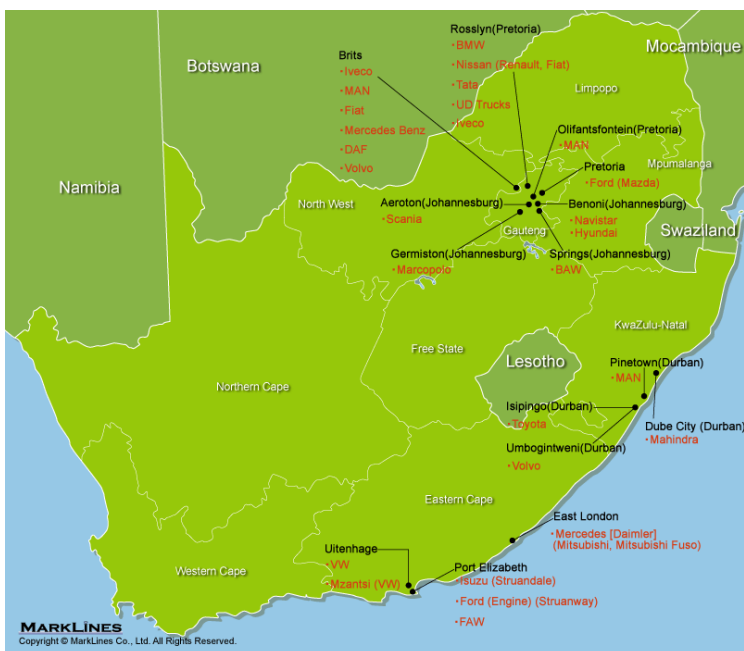 Rosslyn(Pretoria)
・BMW
・Nissan (Renault, Fiat)
・Tata
・UD Trucks
・Iveco
Mocambique
Brits
・Iveco
・MAN
・Fiat
・Mercedes Benz
・DAF
・Volvo
Botswana
Limpopo
Olifantsfontein(Pretoria)
・MAN
Mpumalanga
Pretoria
・Ford (Mazda)
Namibia
North West
Aeroton(Johannesburg)
・Scania
Benoni(Johannesburg)
・Navistar
・Hyundai
Gauteng
Swaziland
Germiston(Johannesburg)
・Marcopolo
Springs(Johannesburg)
・BAW
KwaZulu-Natal
Free State
Lesotho
Pinetown(Durban)
・MAN
Northern Cape
Isipingo(Durban)
・Toyota
Dube City (Durban)
・Mahindra
Umbogintweni(Durban)
・Volvo
Eastern Cape
East London
・Mercedes [Daimler]
(Mitsubishi, Mitsubishi Fuso)
Uitenhage
・VW
・Mzantsi (VW)
Western Cape
Port Elizabeth
・Isuzu (Struandale)
・Ford (Engine) (Struanway)
・FAW
MARKLINES
Copyright © MarkLines Co., Ltd. All Rights Reserved.